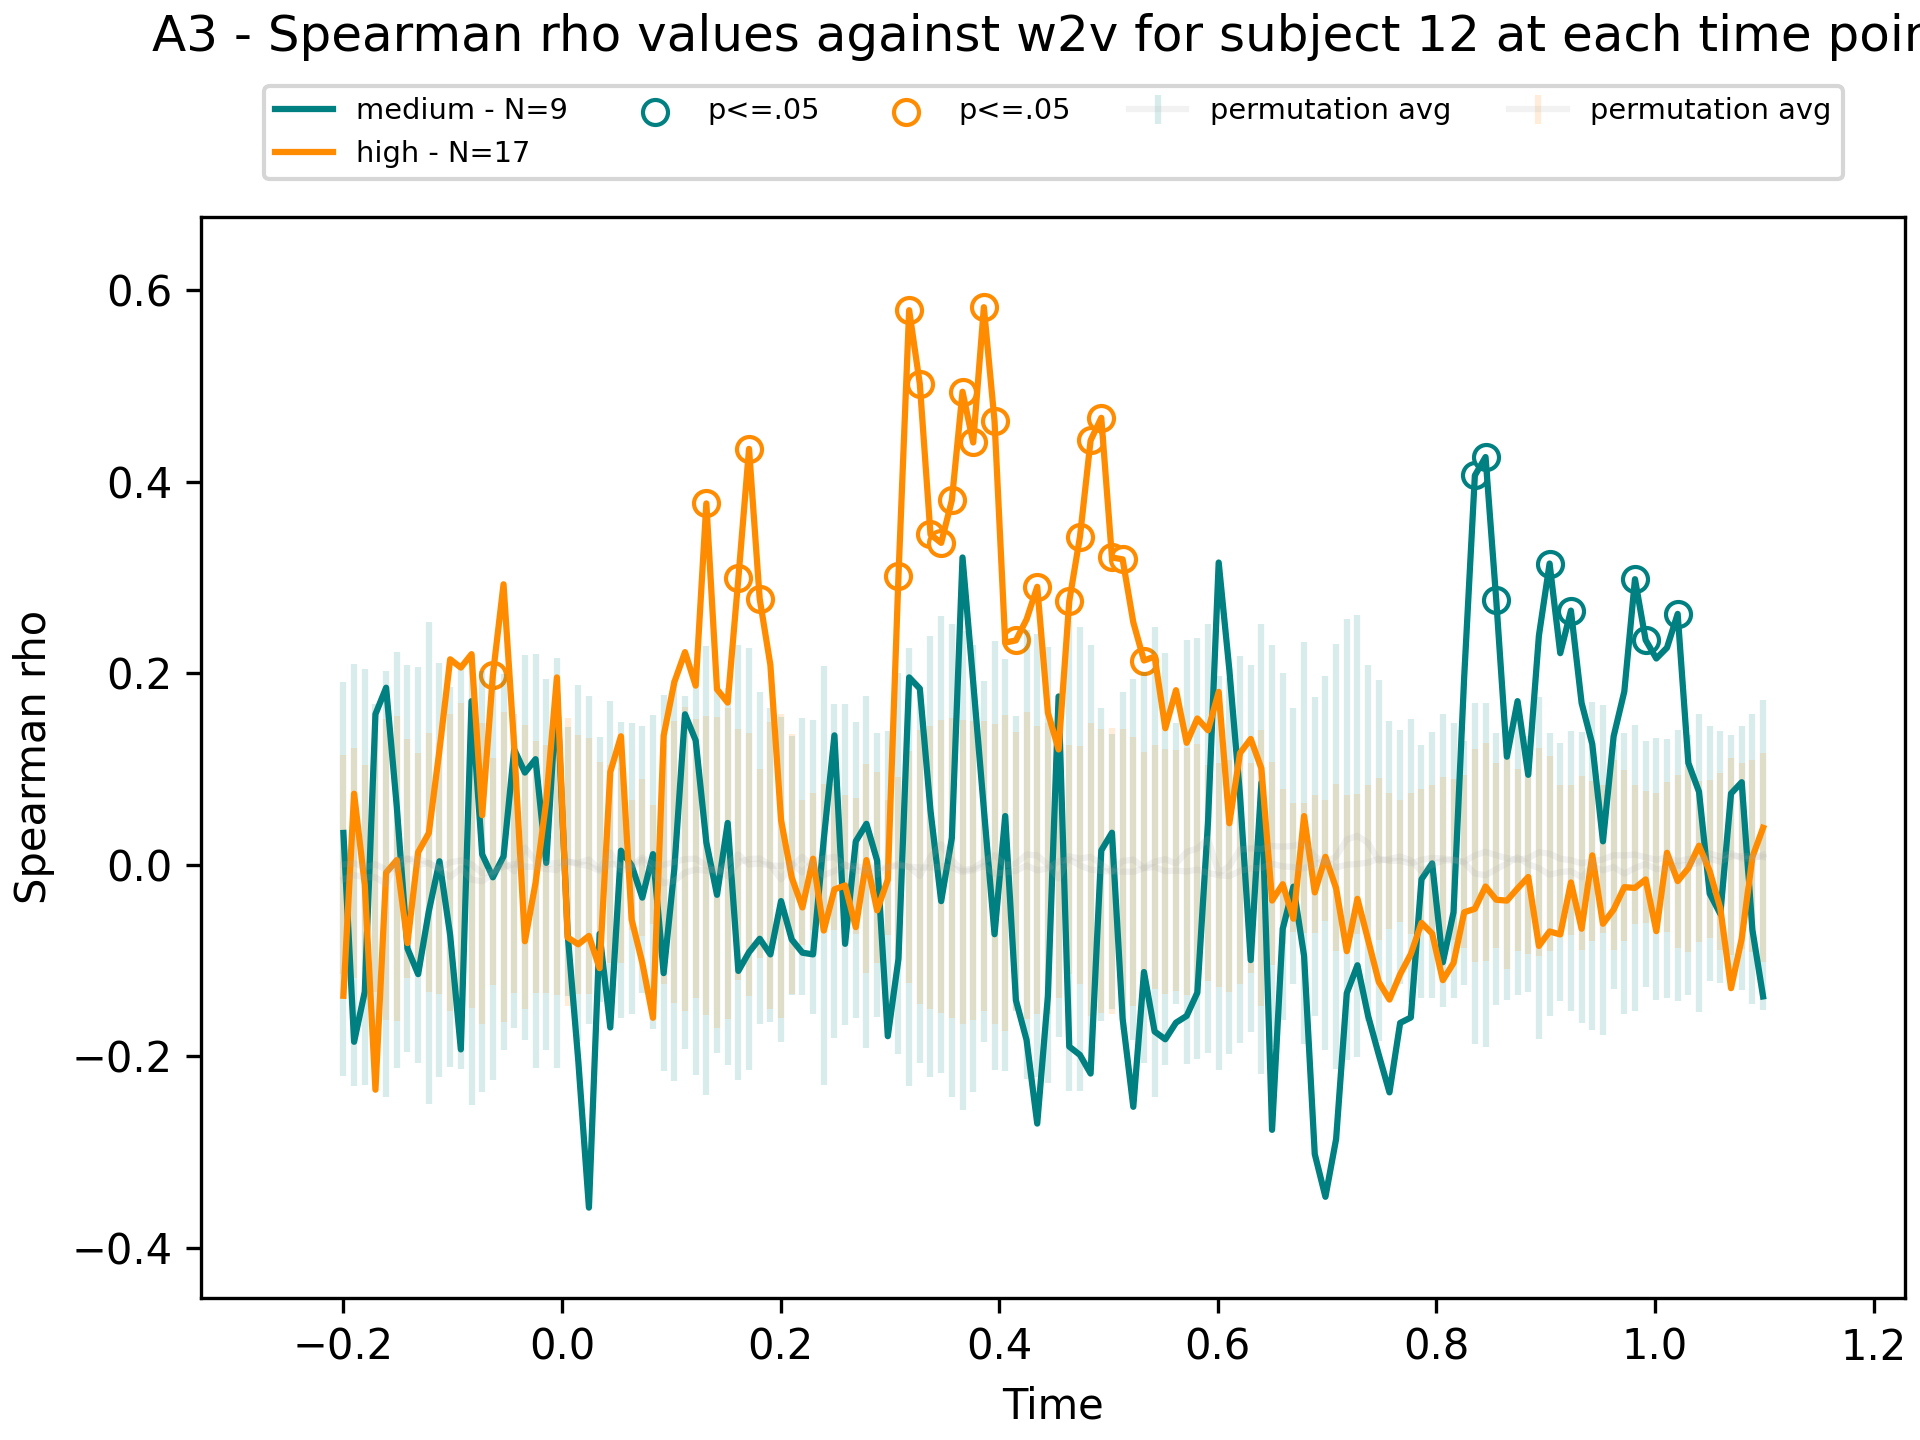 A3 - Spearman rho values against w2v for subject 12 at each time poin
medium - N=9
high - N=17
p<=.05
p<=.05
permutation avg
permutation avg
Spearman rho
0.6
0.4
0.2
0.0
−0.2
−0.4
−0.2 0.0 0.2 0.4 0.6 0.8 1.0 1.2
Time